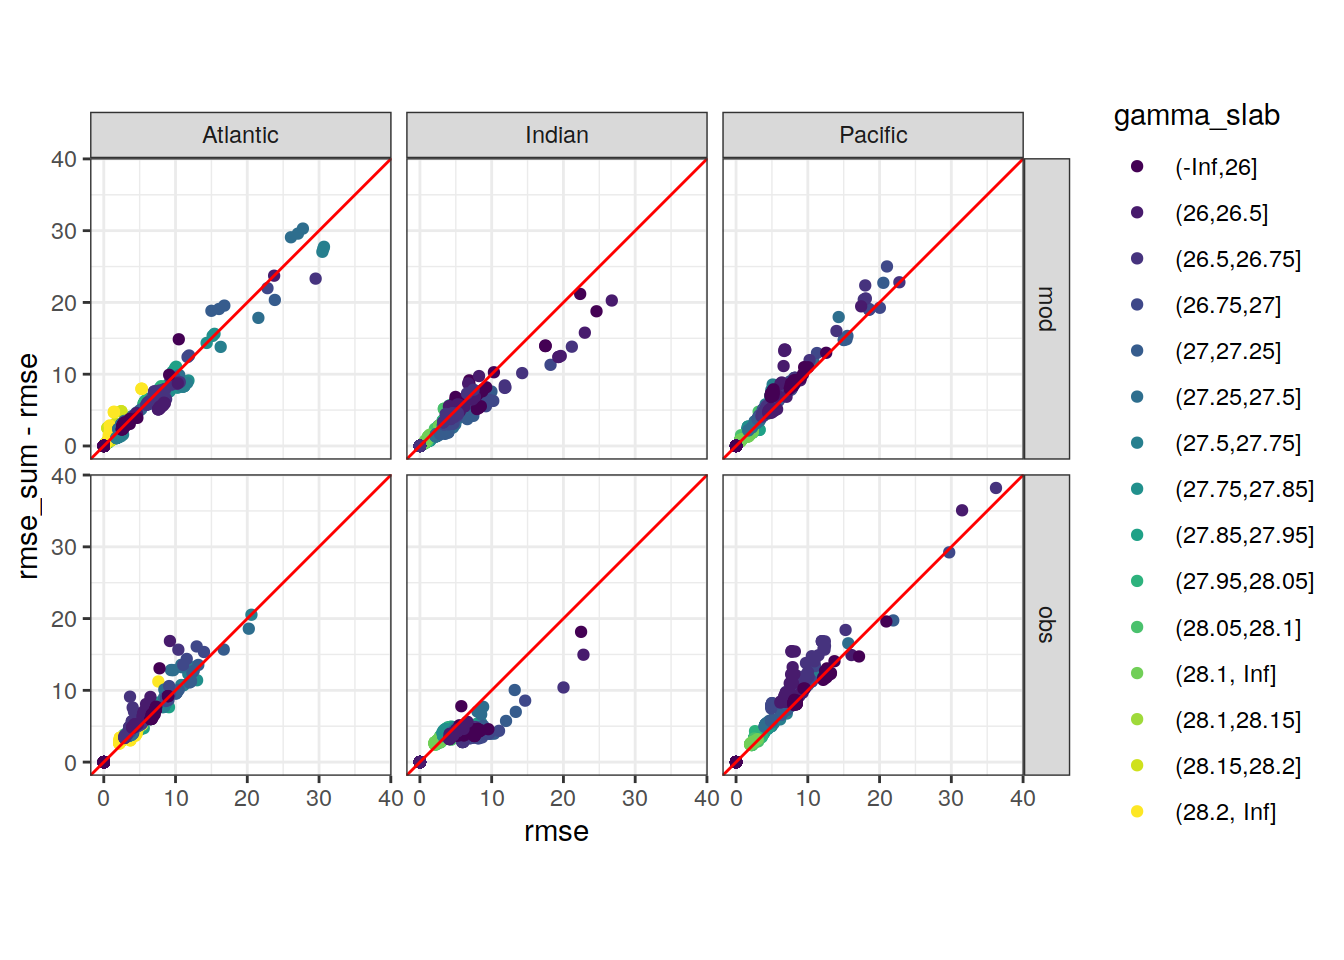 Atlantic Indian Pacific
gamma_slab
(-Inf,26]
(26,26.5]
(26.5,26.75]
(26.75,27]
(27,27.25]
(27.25,27.5]
(27.5,27.75]
(27.75,27.85]
(27.85,27.95]
(27.95,28.05]
(28.05,28.1]
(28.1, Inf]
(28.1,28.15]
(28.15,28.2]
(28.2, Inf]
40
30
20
10
0
mod
40
30
20
10
0
obs
rmse_sum - rmse
0 10 20 30 40 0 10 20 30 40 0 10 20 30 40
rmse